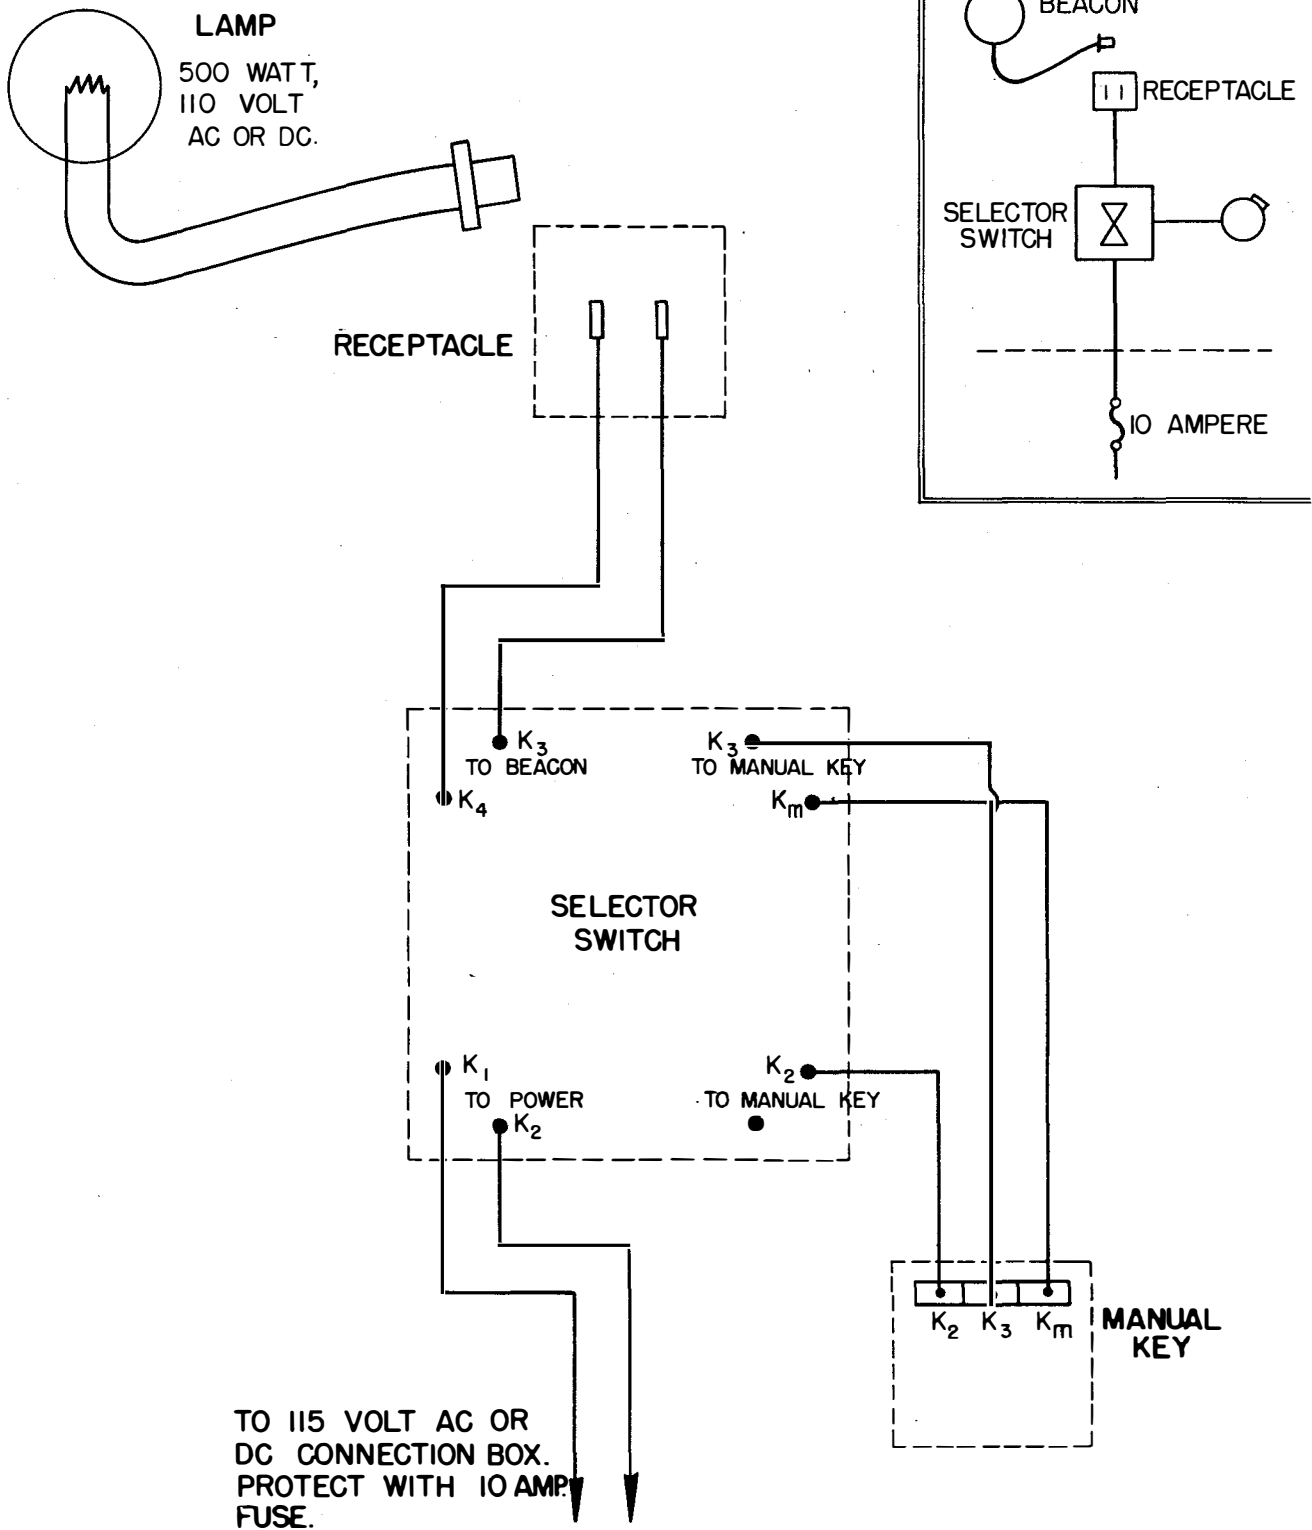 LAMP
500 WATT,
110 VOLT
AC OR DC.
BEACON
RECEPTACLE
SELECTOR
SWITCH
10 AMPERE
RECEPTACLE
K3
TO BEACON
K4
K3
TO MANUAL KEY
Km
SELECTOR
SWITCH
K1
TO POWER
K2
K2
TO MANUAL KEY
K2 K3 Km
MANUAL
KEY
TO 115 VOLT AC OR
DC CONNECTION BOX.
PROTECT WITH 10 AMP.
FUSE.